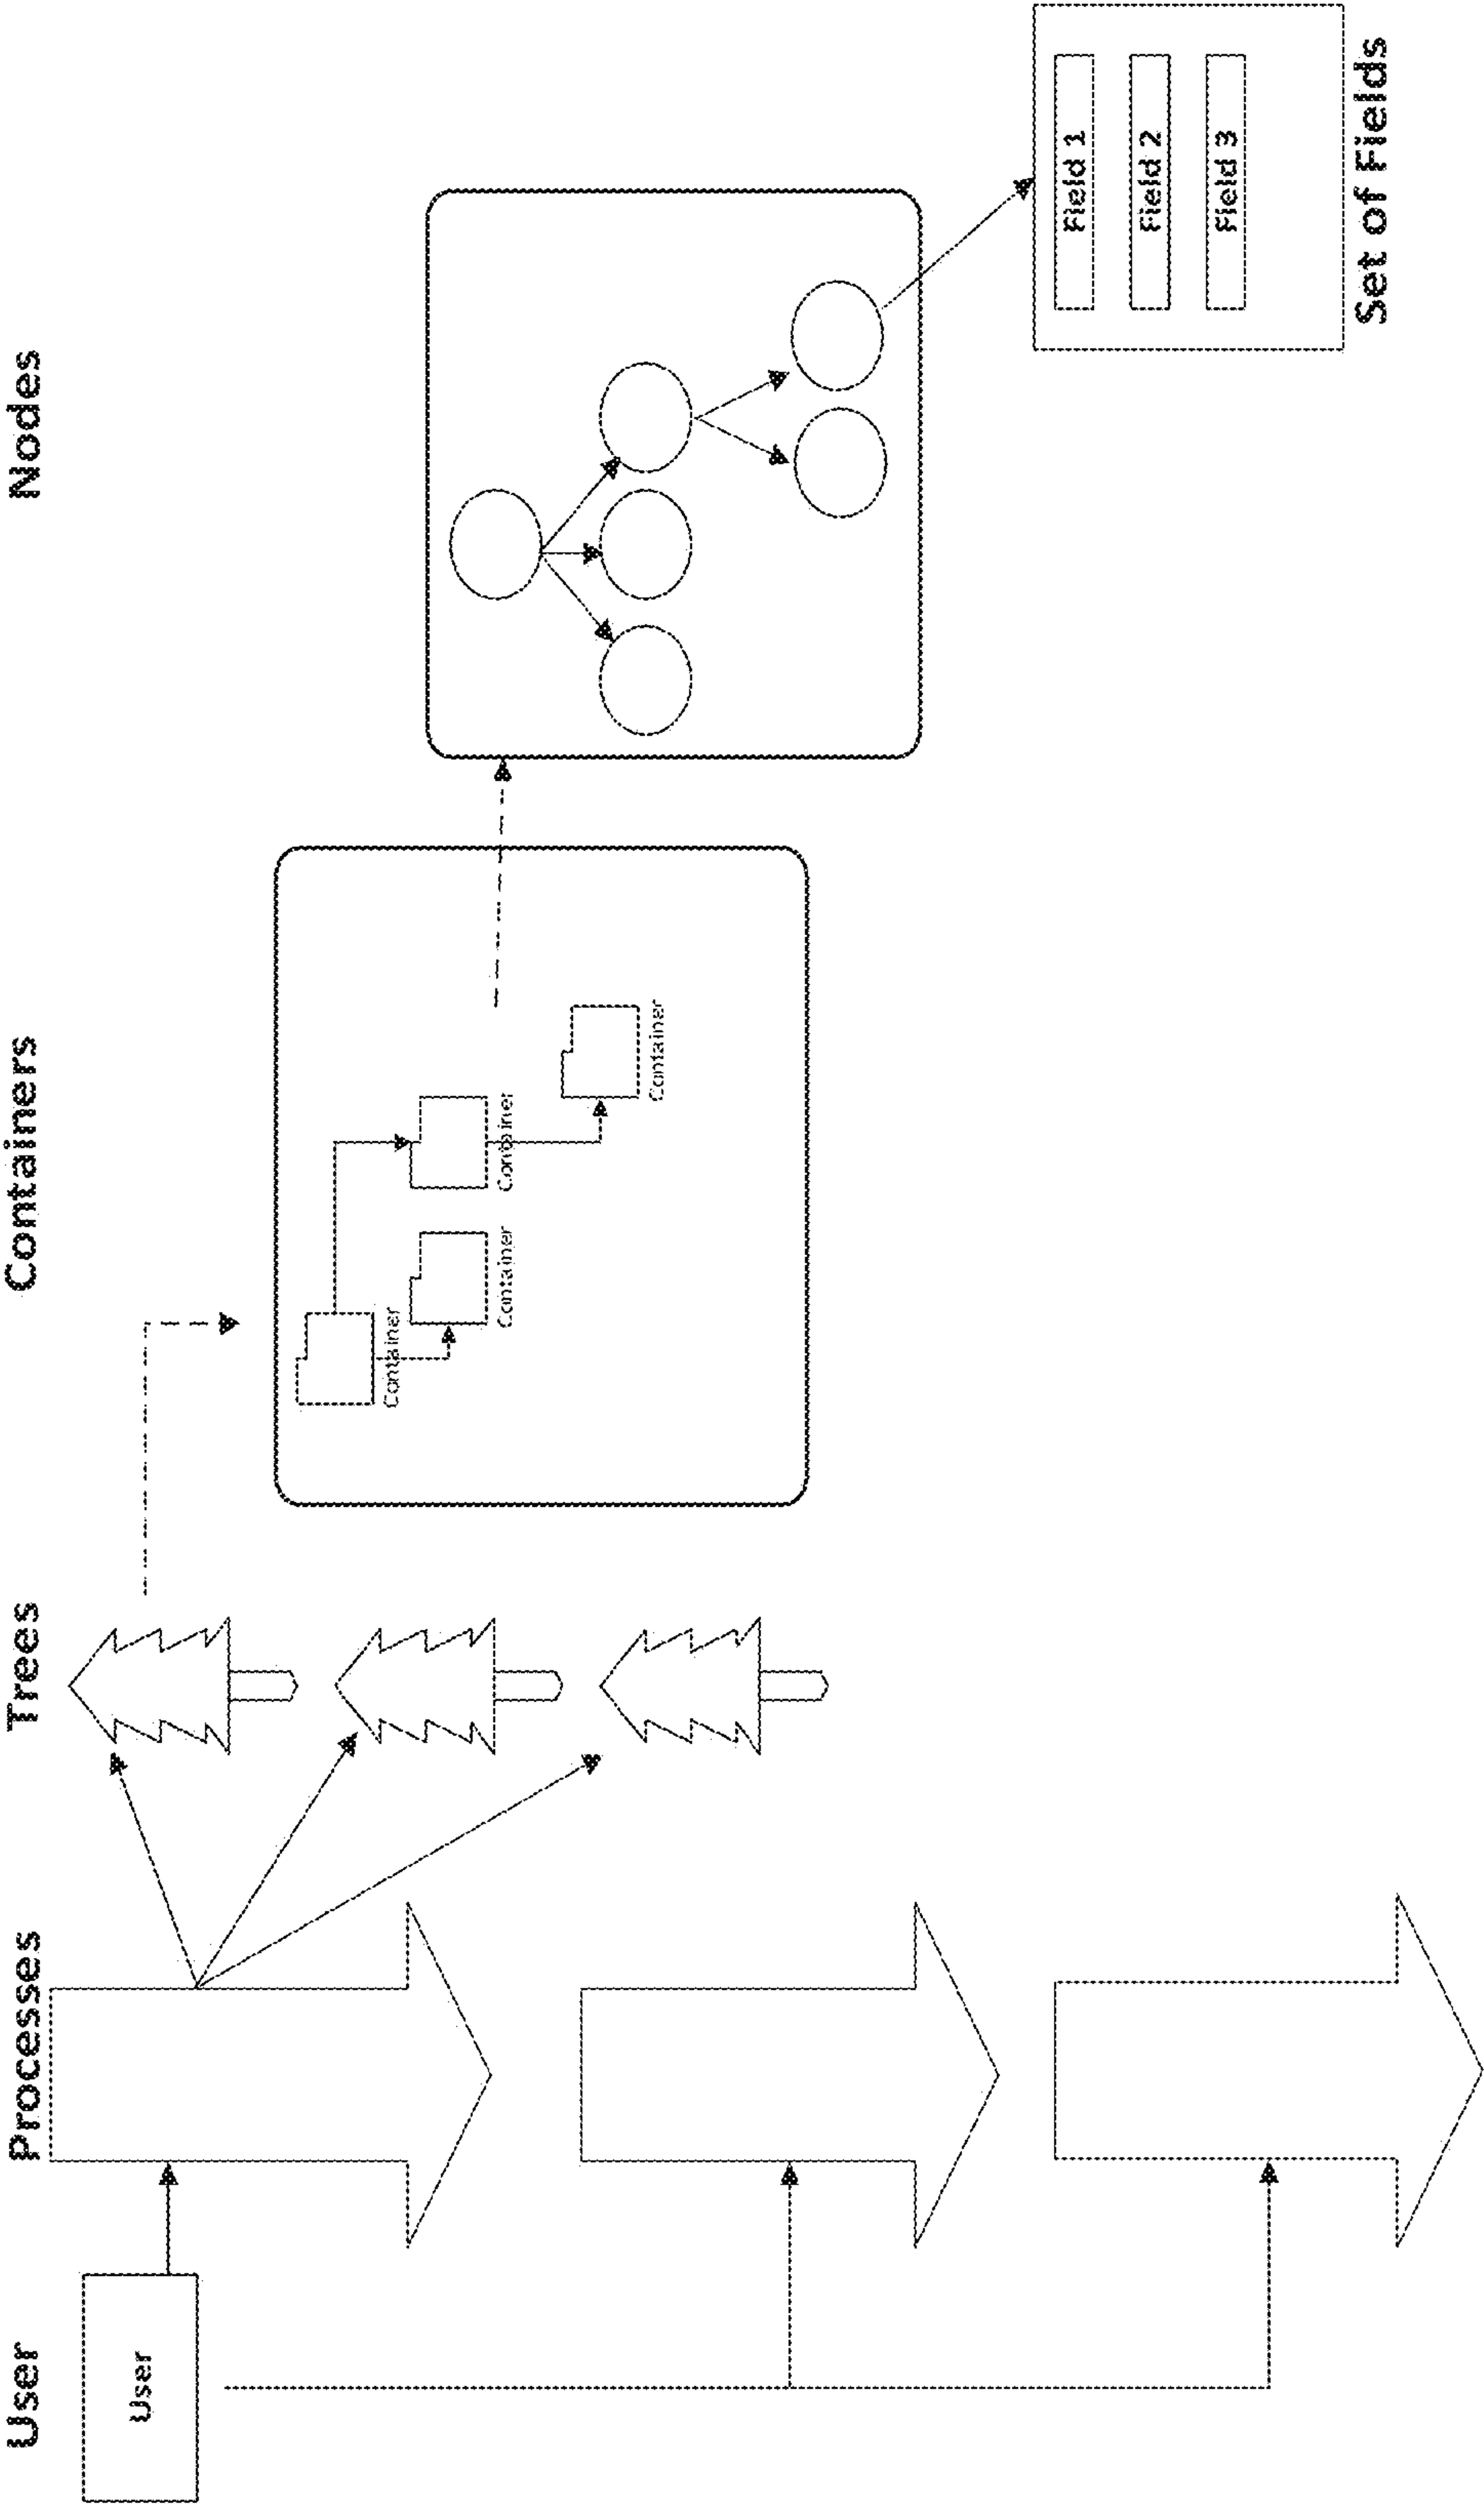 User
Processes
Trees
Containers
Nodes
User
Container
Container
Container
Container
Field 1
Field 2
Field 3
Set of Fields